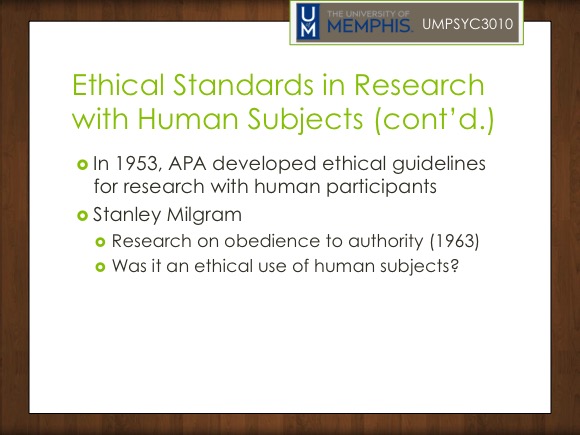 UM
THE UNIVERSITY OF
MEMPHIS.
UMPSYC3010
Ethical Standards in Research
with Human Subjects (cont’d.)
In 1953, APA developed ethical guidelines
for research with human participants
Stanley Milgram
Research on obedience to authority (1963)
Was it an ethical use of human subjects?